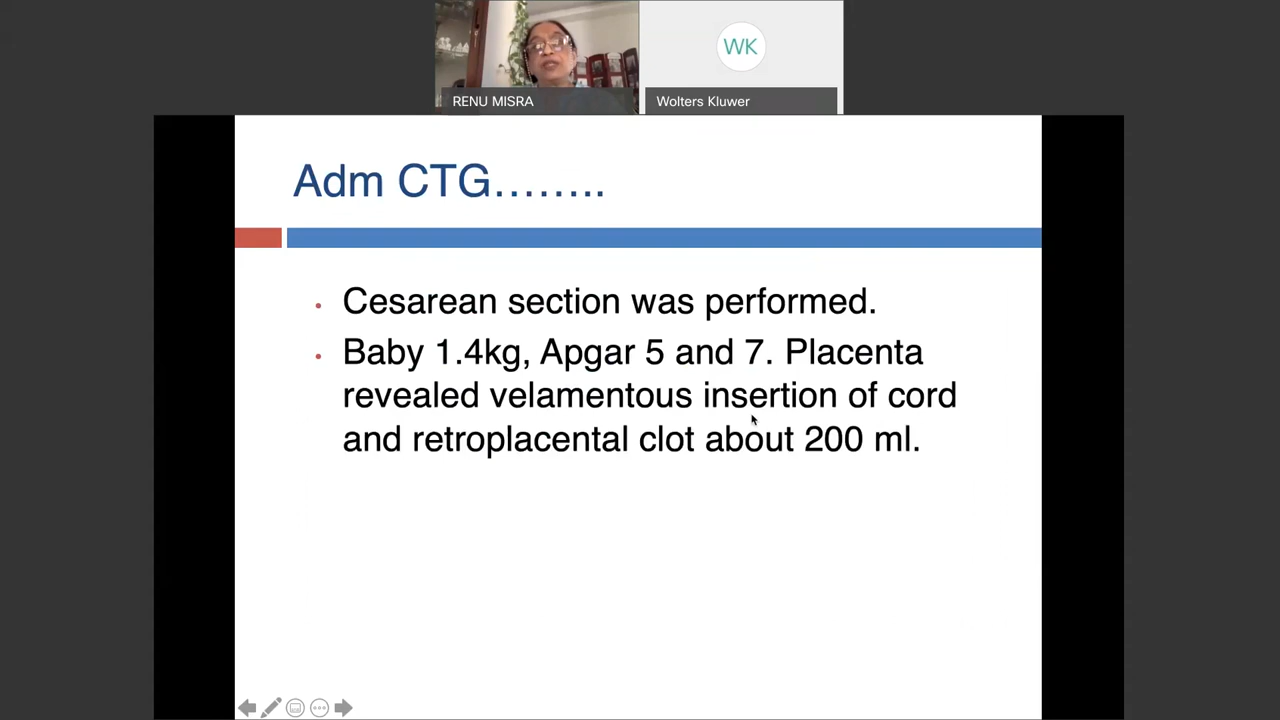 WK
RENU MISRA
Wolters Kluwer
Adm CTG........
• Cesarean section was performed.
• Baby 1.4kg, Apgar 5 and 7. Placenta
revealed velamentous insertion of cord
and retroplacental clot about 200 ml.